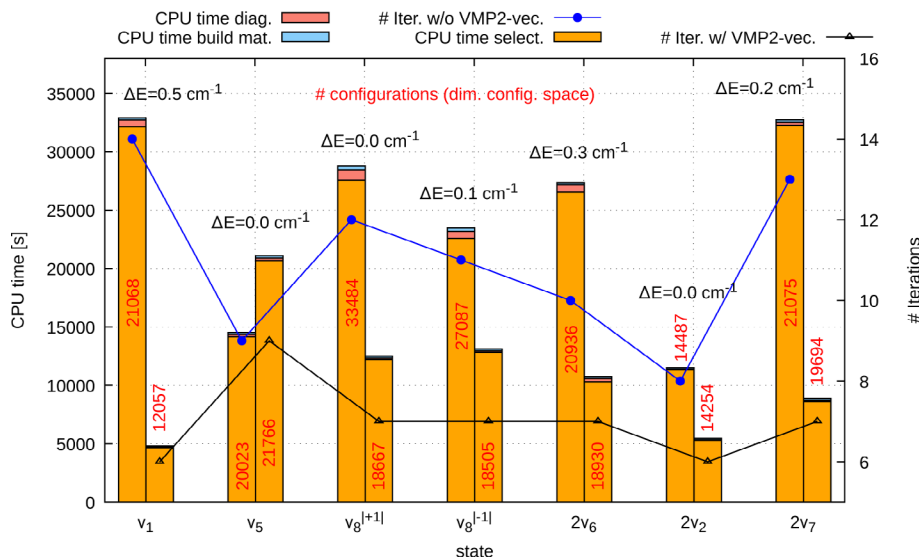 CPU time diag.
CPU time build mat.
# Iter. w/o VMP2-vec.
CPU time select.
# Iter. w/ VMP2-vec.
# configurations (dim. config. space)
ΔE=0.5 cm-1
ΔE=0.0 cm-1
ΔE=0.0 cm-1
ΔE=0.1 cm-1
ΔE=0.3 cm-1
ΔE=0.0 cm-1
ΔE=0.2 cm-1
CPU time [s]
35000
30000
25000
20000
15000
10000
5000
0
21068
12057
20023
21766
33484
18667
27087
18505
20936
18930
14487
14254
21075
19694
16
14
12
10
8
6
# Iterations
v1
v5
v8|+1|
v8|-1|
2v6
2v2
2v7
state